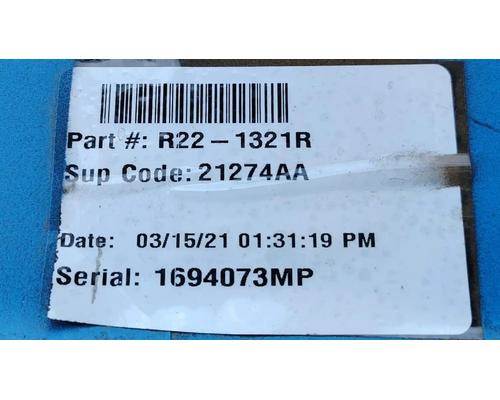 Part #: R22-1321R
Sup Code: 21274AA
Date: 03/15/21 01:31:19 PM
Serial: 1694073MP